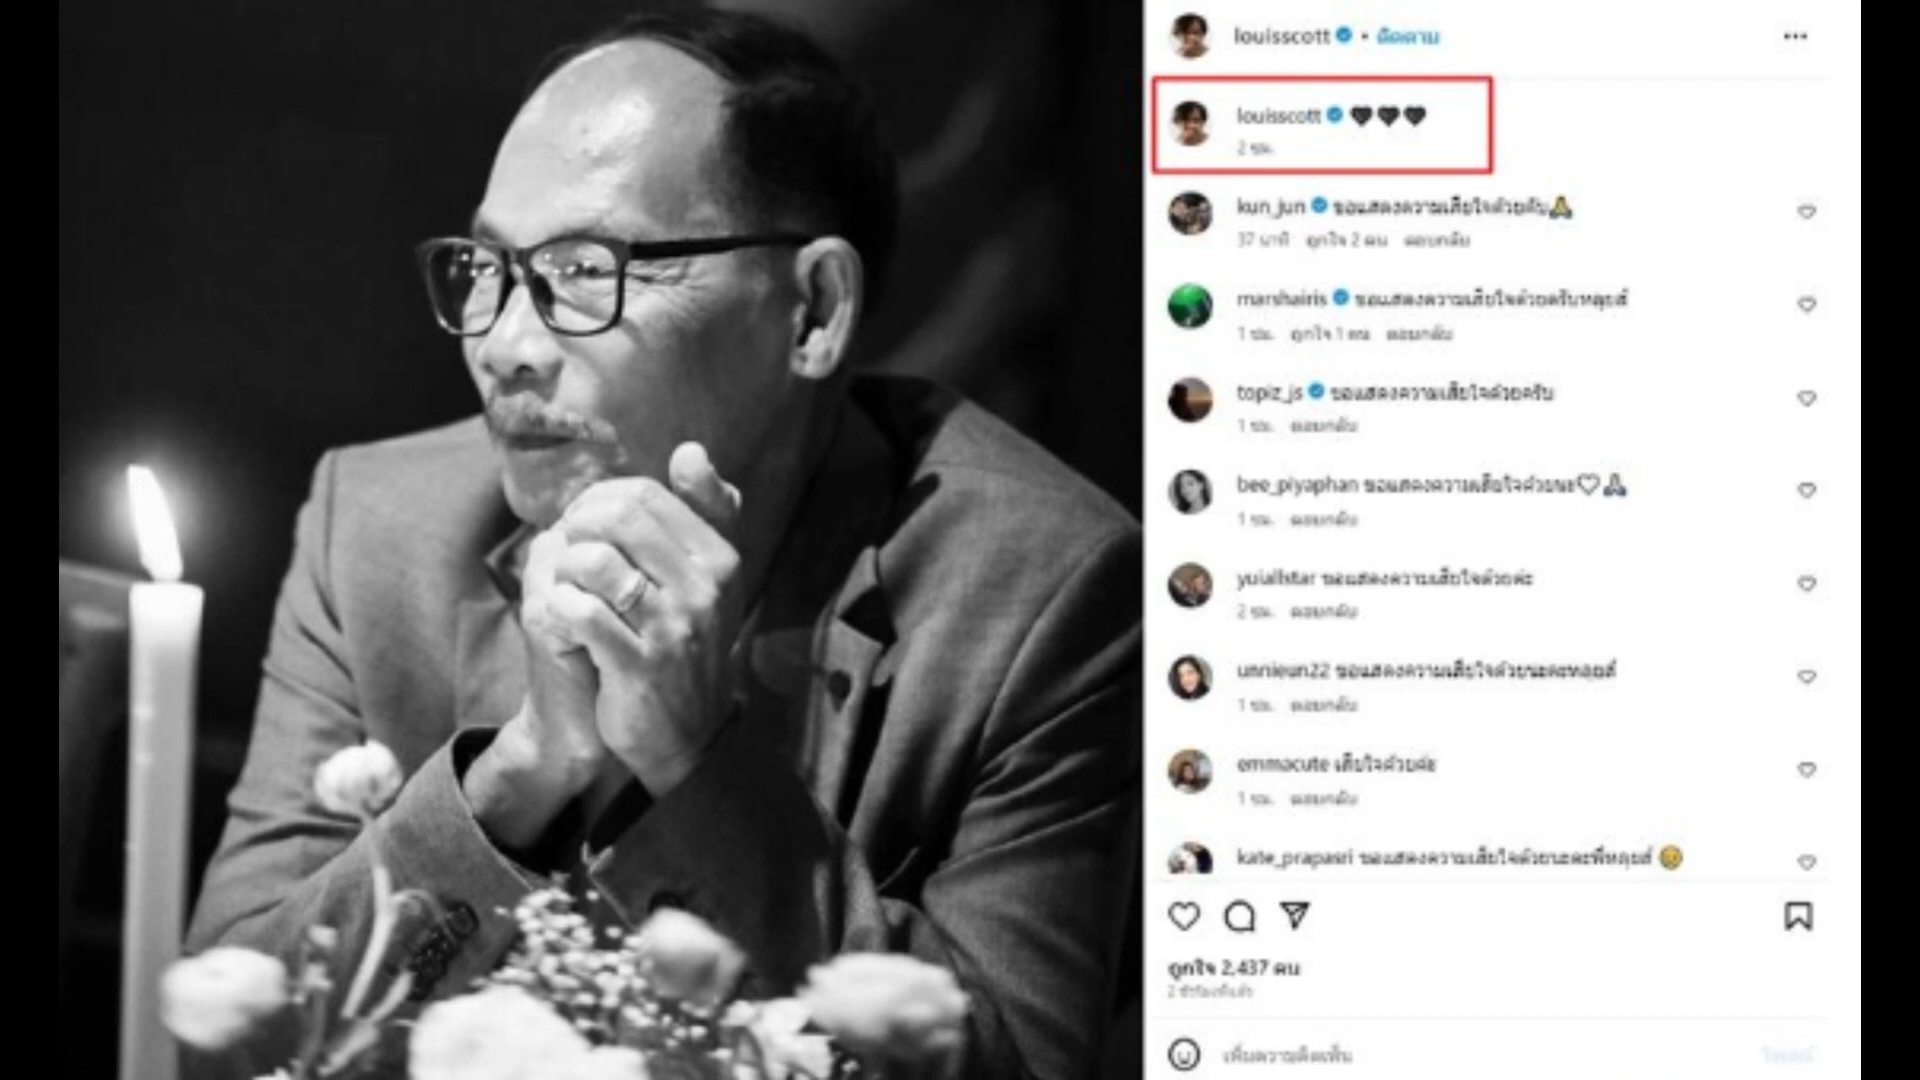 louisscott • ติดตาม
louisscott 🖤🖤🖤
2 ชม.
kun_jun ขอแสดงความเสียใจด้วยคับ🙏
37 นาที ถูกใจ 2 คน ตอบกลับ
marshairis ขอแสดงความเสียใจด้วยครับหลุยส์
1 ชม. ถูกใจ 1 คน ตอบกลับ
topiz_js ขอแสดงความเสียใจด้วยครับ
1 ชม. ตอบกลับ
bee_piyaphan ขอแสดงความเสียใจด้วยนะ🤍🙏
1 ชม. ตอบกลับ
yuiallstar ขอแสดงความเสียใจด้วยค่ะ
2 ชม. ตอบกลับ
unnieun22 ขอแสดงความเสียใจด้วยนะคะหลุยส์
1 ชม. ตอบกลับ
emmacute เสียใจด้วยค่ะ
1 ชม. ตอบกลับ
kate_prapasri ขอแสดงความเสียใจด้วยนะคะพี่หลุยส์ 😢
ถูกใจ 2,437 คน
2 ชั่วโมงที่แล้ว
เพิ่มความคิดเห็น
โพสต์